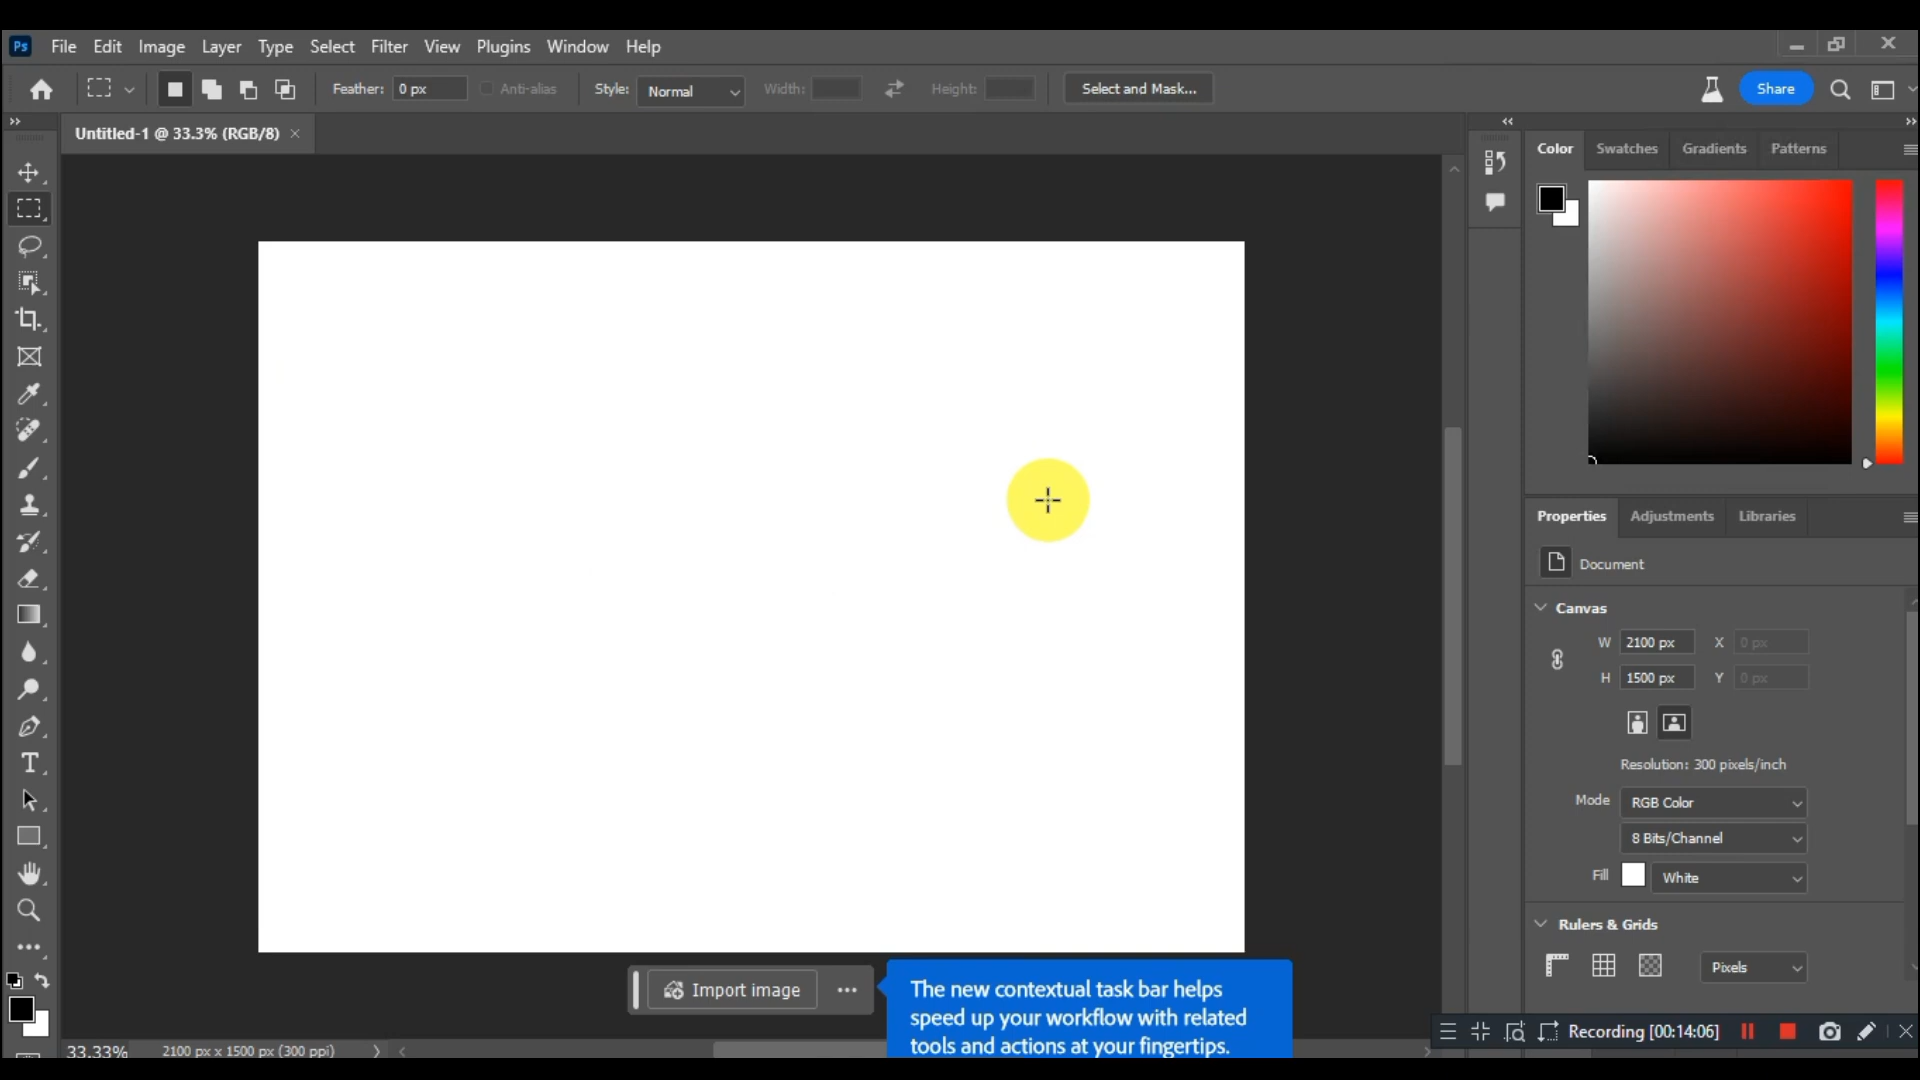 Ps File Edit Image Layer Type Select Filter View Plugins Window Help
Feather: 0 px Anti-alias Style: Normal Width: Height: Select and Mask... Share
Untitled-1 @ 33.3% (RGB/8)
Color Swatches Gradients Patterns
Properties Adjustments Libraries
Document
Canvas
W 2100 px X 0 px
H 1500 px Y 0 px
Resolution: 300 pixels/inch
Mode RGB Color
8 Bits/Channel
Fill White
Rulers & Grids
Pixels
Import image
The new contextual task bar helps
speed up your workflow with related
tools and actions at your fingertips.
Recording [00:14:06]
33.33% 2100 px x 1500 px (300 ppi)